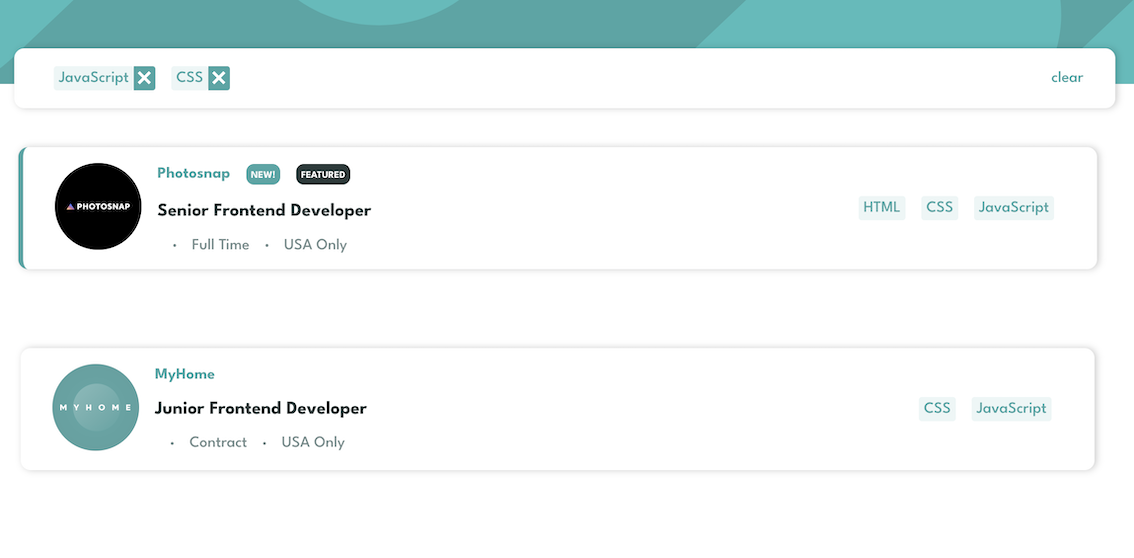 JavaScript CSS clear
PHOTOSNAP
Photosnap NEW! FEATURED
Senior Frontend Developer
• Full Time • USA Only
HTML CSS JavaScript
MYHOME
MyHome
Junior Frontend Developer
• Contract • USA Only
CSS JavaScript